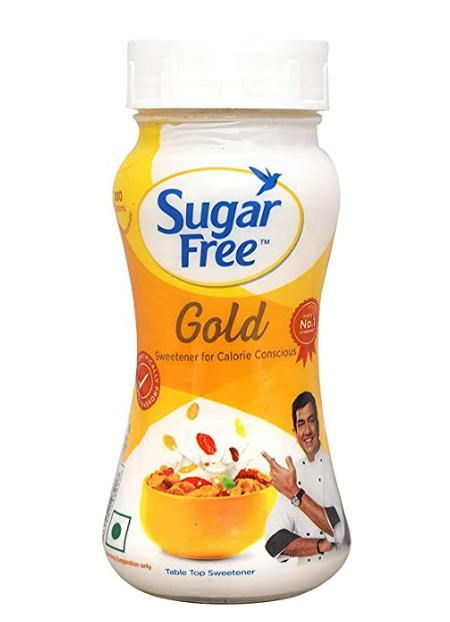 Sugar
Free™
Gold
Sweetener for Calorie Conscious
No.1
Table Top Sweetener